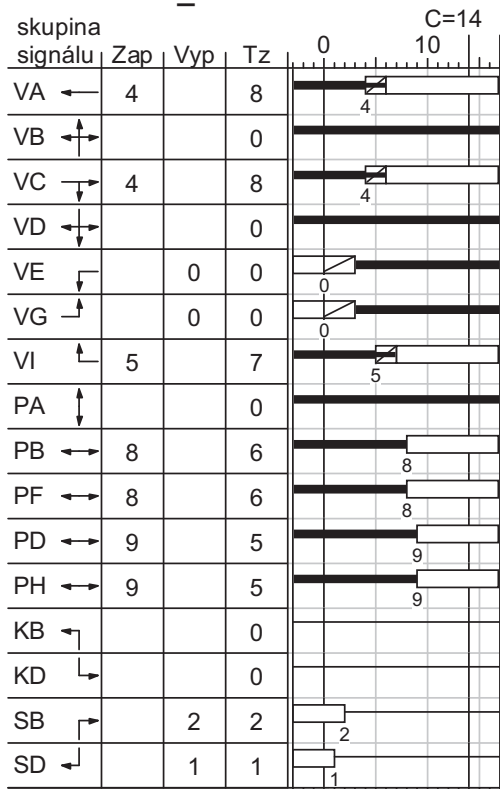 C=14
skupina
signálu Zap Vyp Tz 0 10
VA 4 8 4
VB 0
VC 4 8 4
VD 0
VE 0 0 0
VG 0 0 0
VI 5 7 5
PA 0
PB 8 6 8
PF 8 6 8
PD 9 5 9
PH 9 5 9
KB 0
KD 0
SB 2 2 2
SD 1 1 1